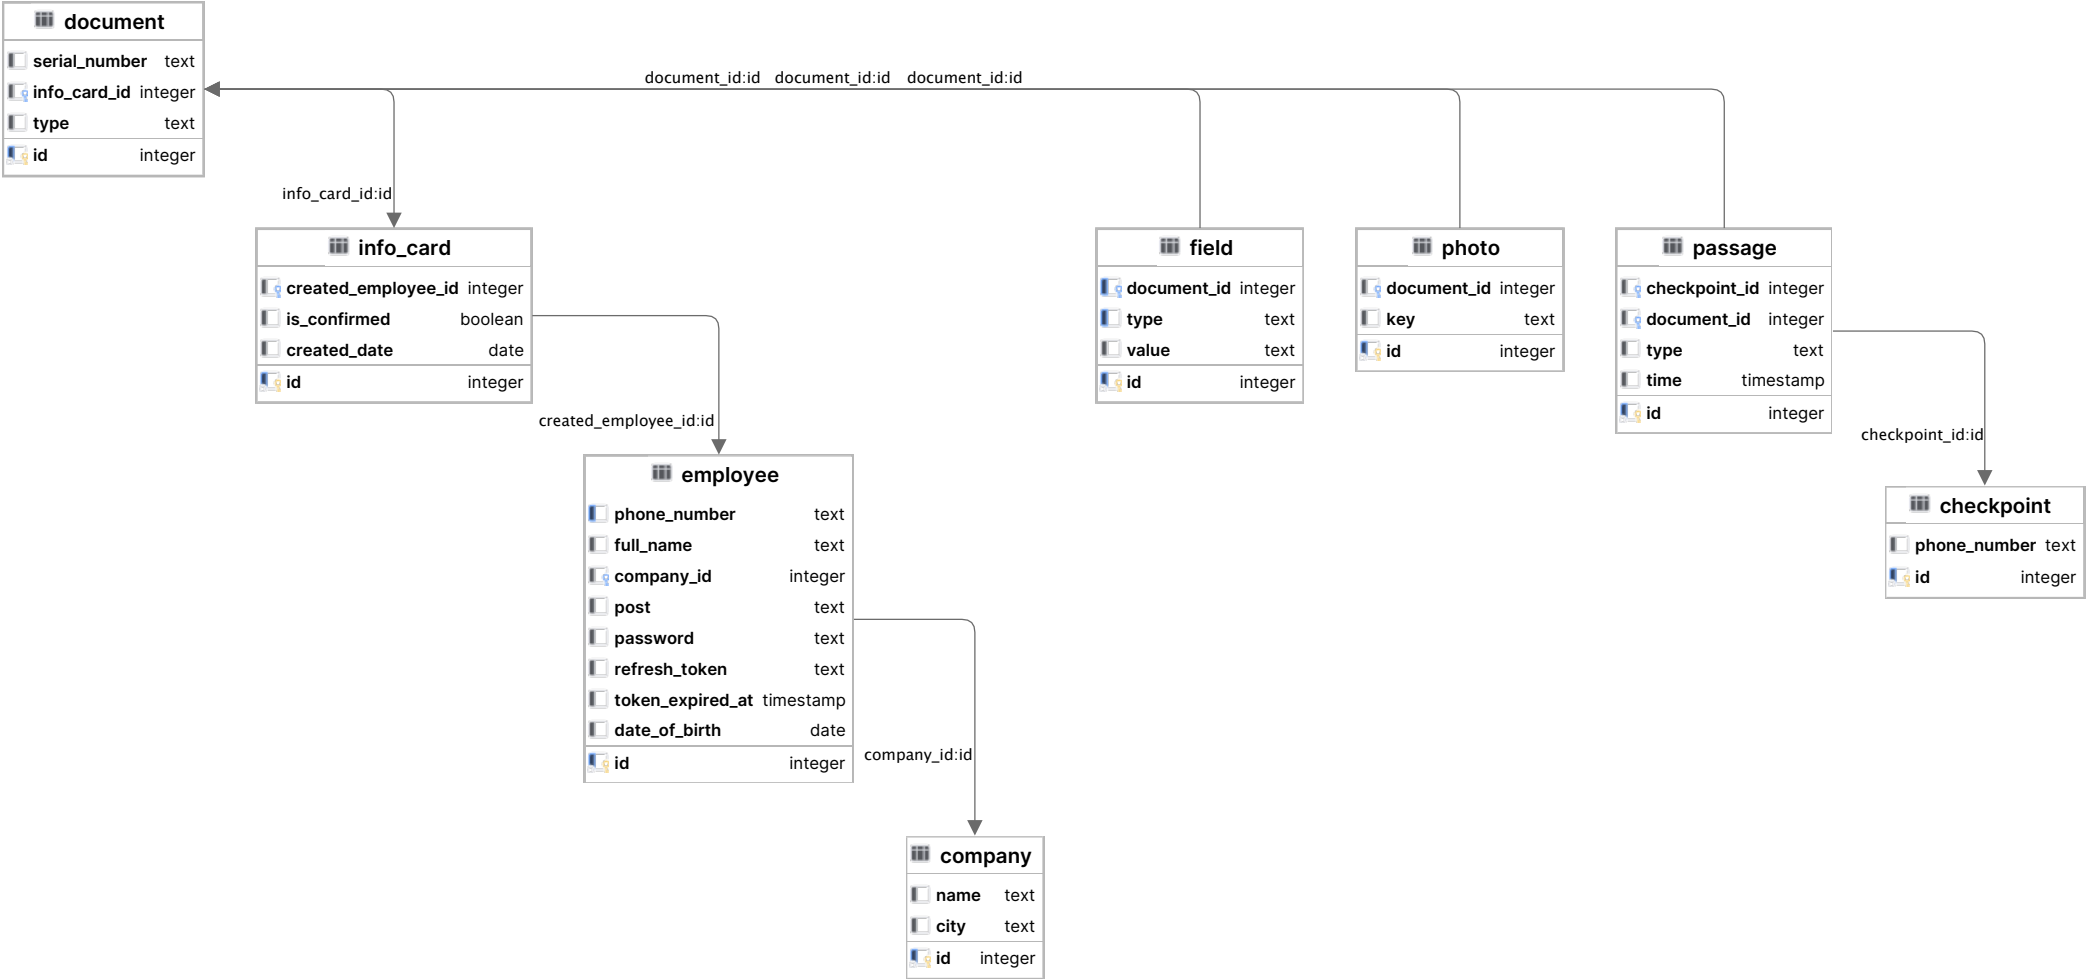 document
serial_number text
info_card_id integer
type text
id integer
document_id:id document_id:id document_id:id
info_card_id:id
info_card
created_employee_id integer
is_confirmed boolean
created_date date
id integer
field
document_id integer
type text
value text
id integer
photo
document_id integer
key text
id integer
passage
checkpoint_id integer
document_id integer
type text
time timestamp
id integer
created_employee_id:id
checkpoint_id:id
employee
phone_number text
full_name text
company_id integer
post text
password text
refresh_token text
token_expired_at timestamp
date_of_birth date
id integer
checkpoint
phone_number text
id integer
company_id:id
company
name text
city text
id integer